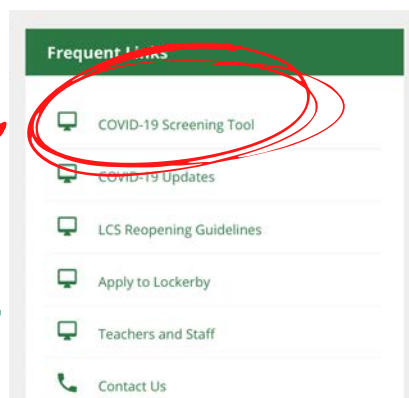 Frequent Links
COVID-19 Screening Tool
COVID-19 Updates
LCS Reopening Guidelines
Apply to Lockerby
Teachers and Staff
Contact Us